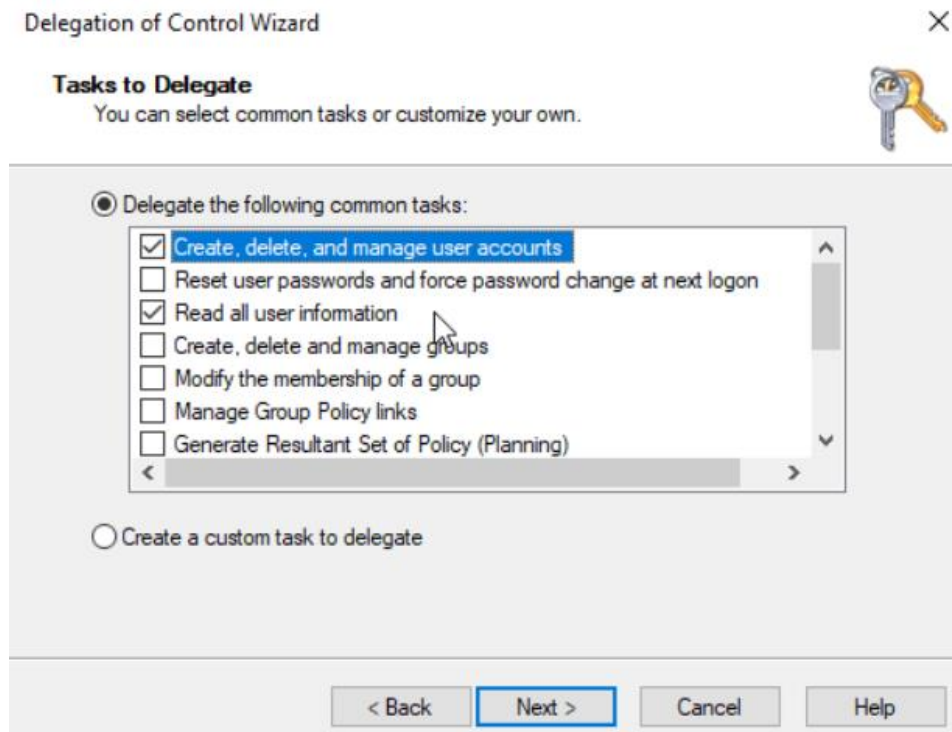 Delegation of Control Wizard
Tasks to Delegate
You can select common tasks or customize your own.
Delegate the following common tasks:
Create, delete, and manage user accounts
Reset user passwords and force password change at next logon
Read all user information
Create, delete and manage groups
Modify the membership of a group
Manage Group Policy links
Generate Resultant Set of Policy (Planning)
Create a custom task to delegate
< Back Next > Cancel Help